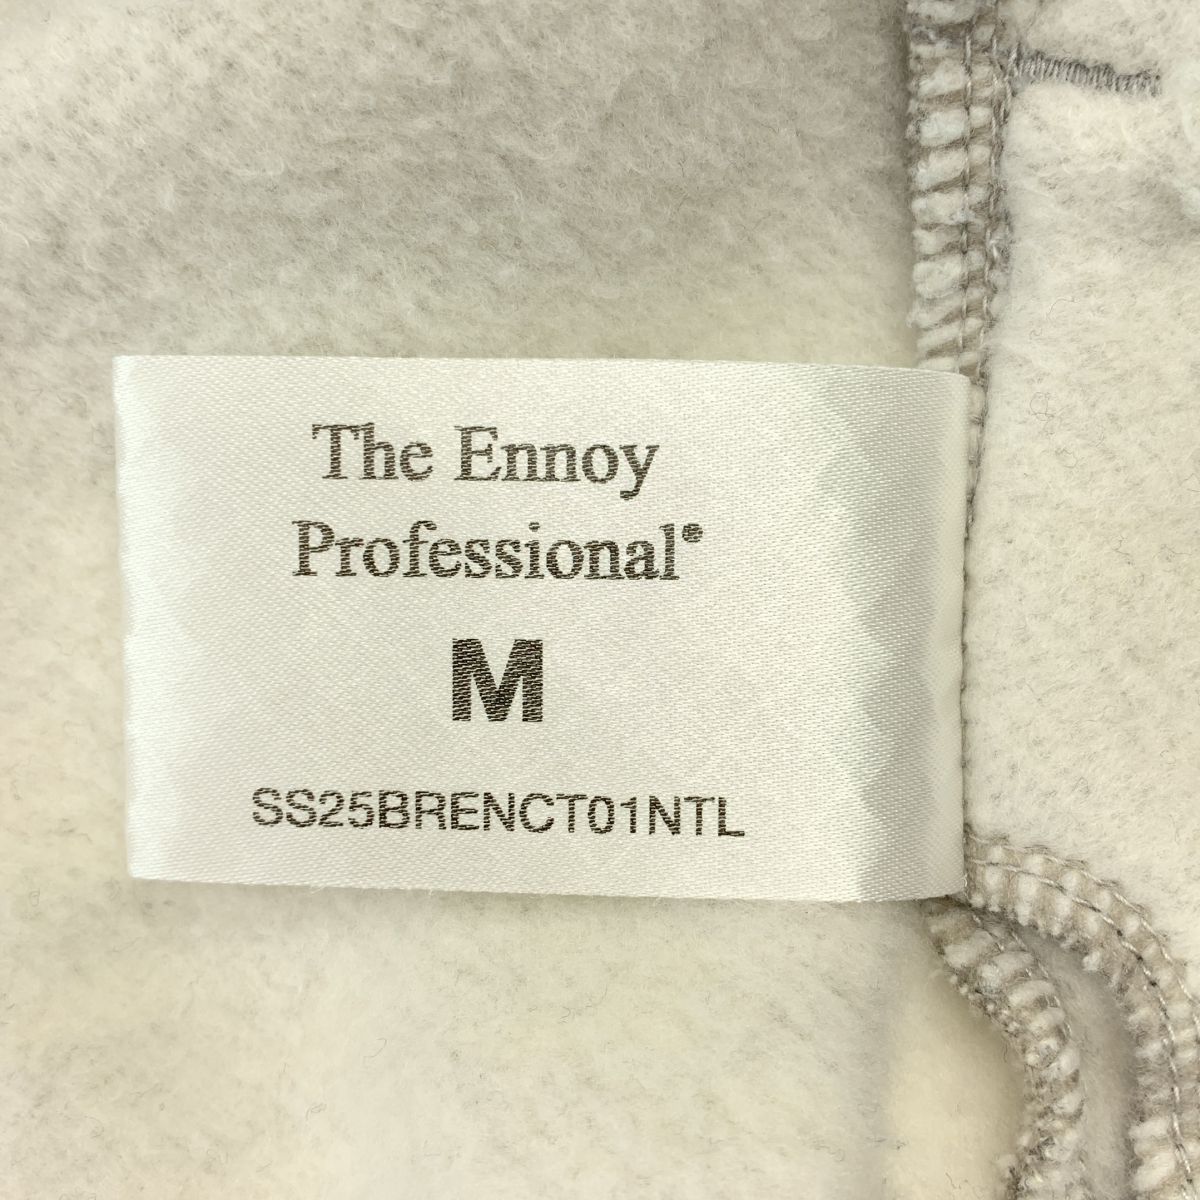 The Ennoy
Professional®
M
SS25BRENCT01NTL